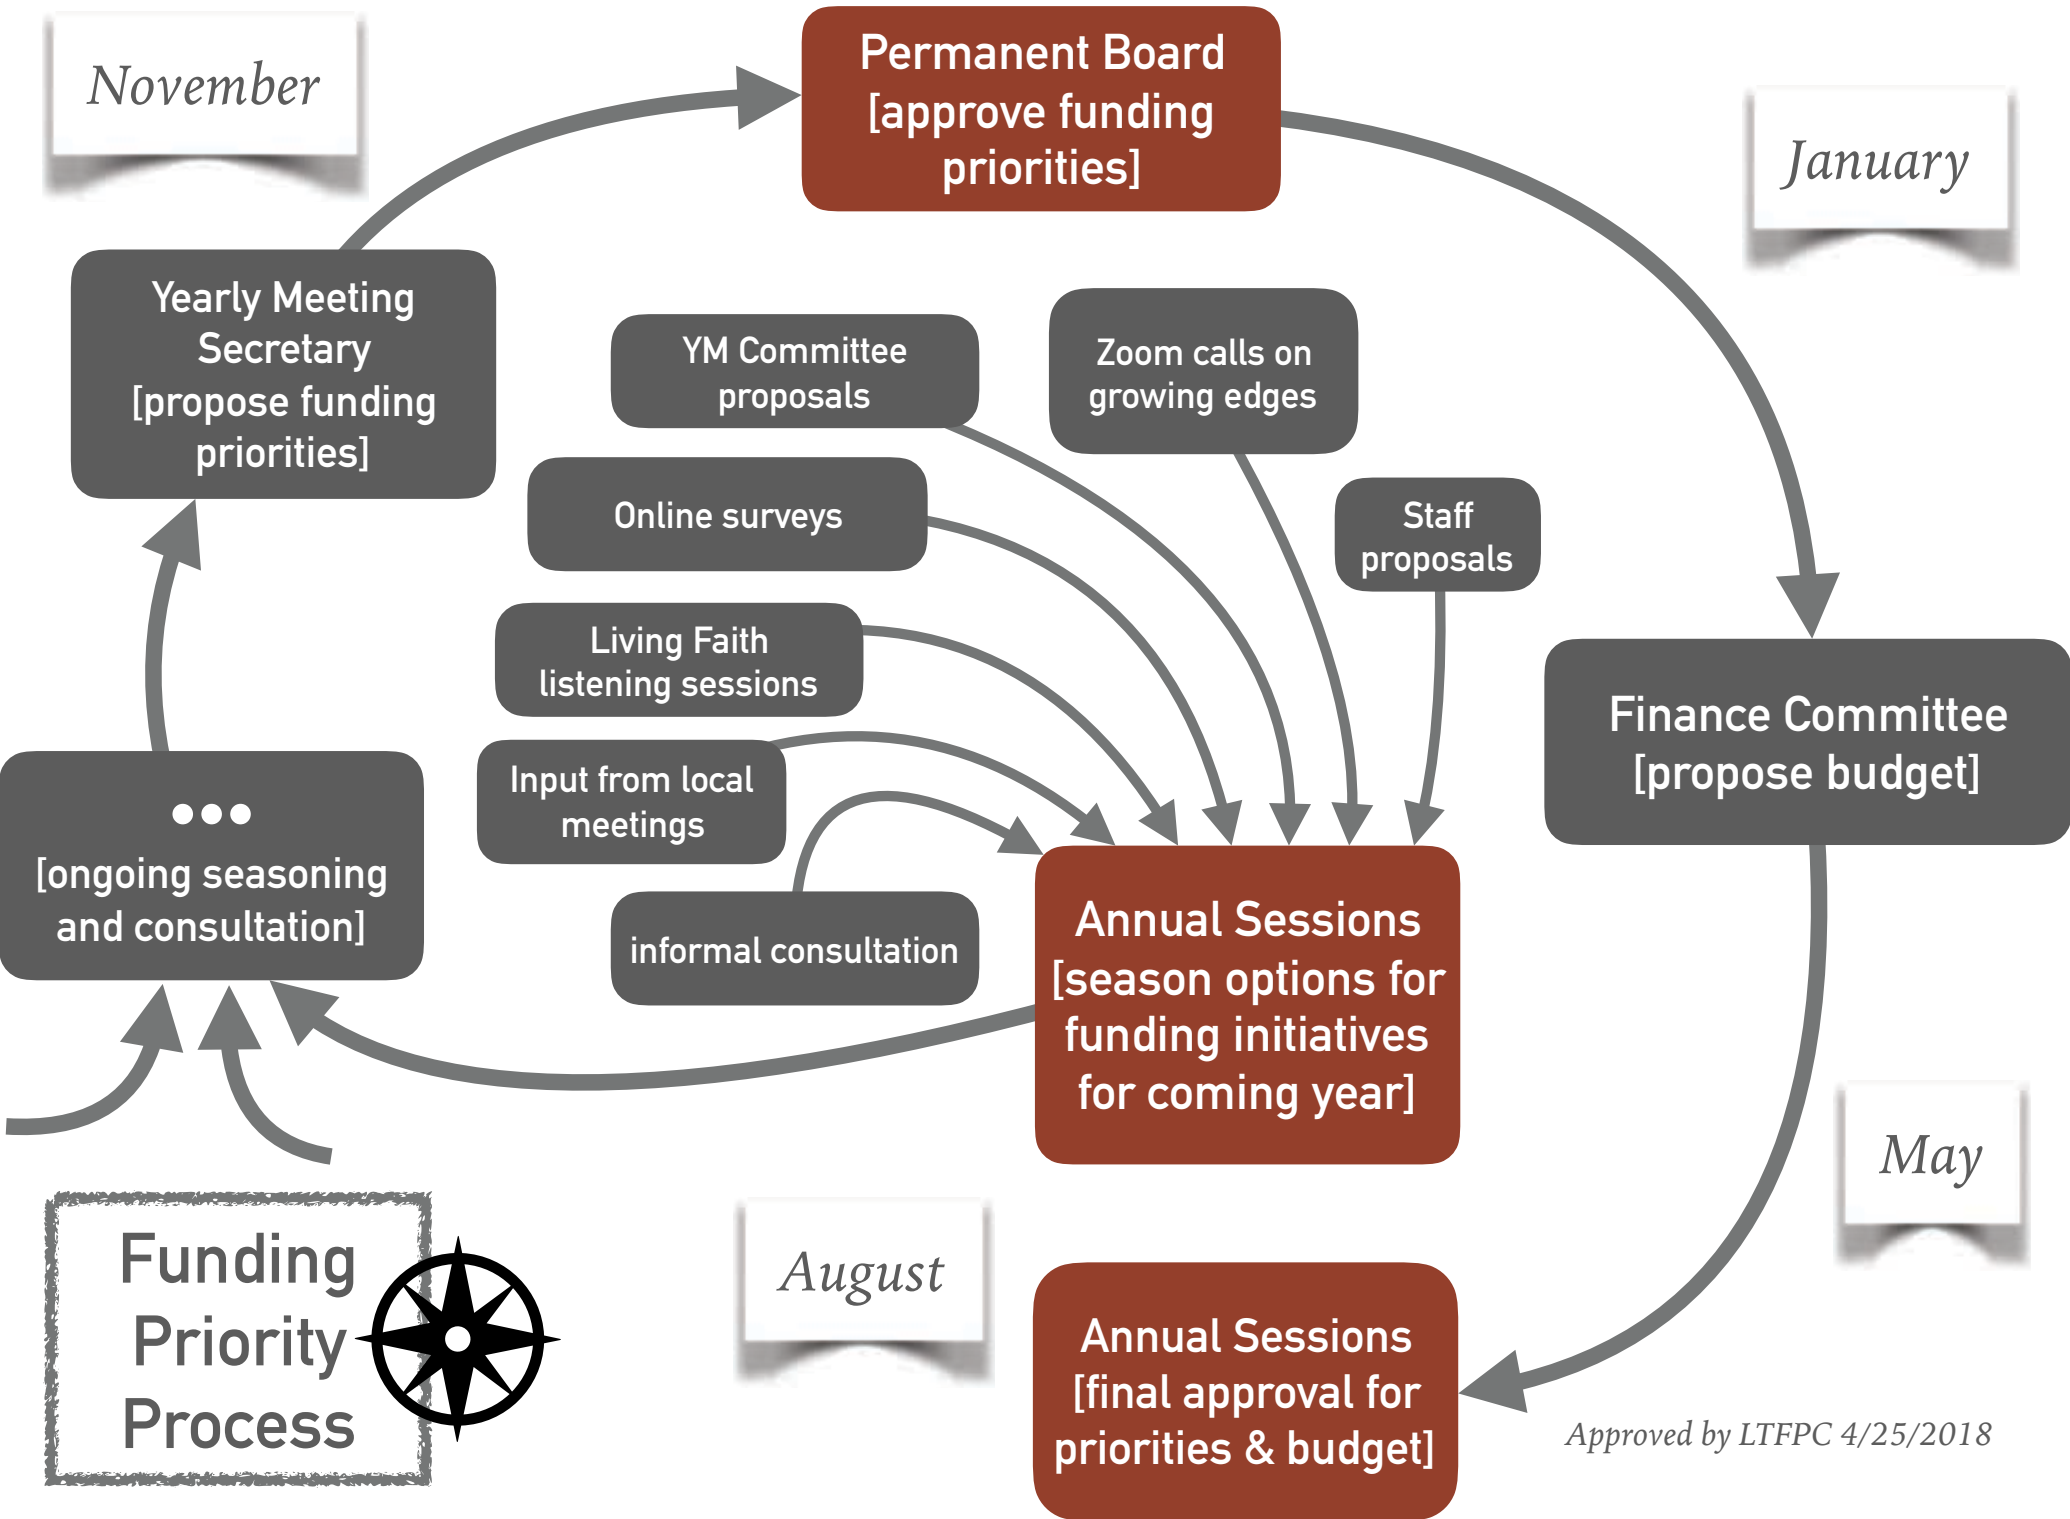 November
Permanent Board
[approve funding
priorities]
January
Yearly Meeting
Secretary
[propose funding
priorities]
YM Committee
proposals
Zoom calls on
growing edges
Online surveys
Staff
proposals
Living Faith
listening sessions
Finance Committee
[propose budget]
Input from local
meetings
•••
[ongoing seasoning
and consultation]
informal consultation
Annual Sessions
[season options for
funding initiatives
for coming year]
May
August
Funding
Priority
Process
Annual Sessions
[final approval for
priorities & budget]
Approved by LTFPC 4/25/2018